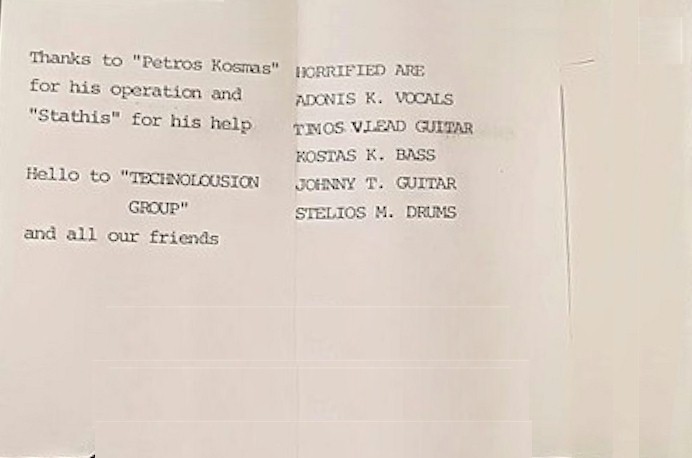 Thanks to "Petros Kosmas"
for his operation and
"Stathis" for his help
Hello to "TECHNOLOUSION
GROUP"
and all our friends
HORRIFIED ARE
ADONIS K. VOCALS
TIMOS V.LEAD GUITAR
KOSTAS K. BASS
JOHNNY T. GUITAR
STELIOS M. DRUMS